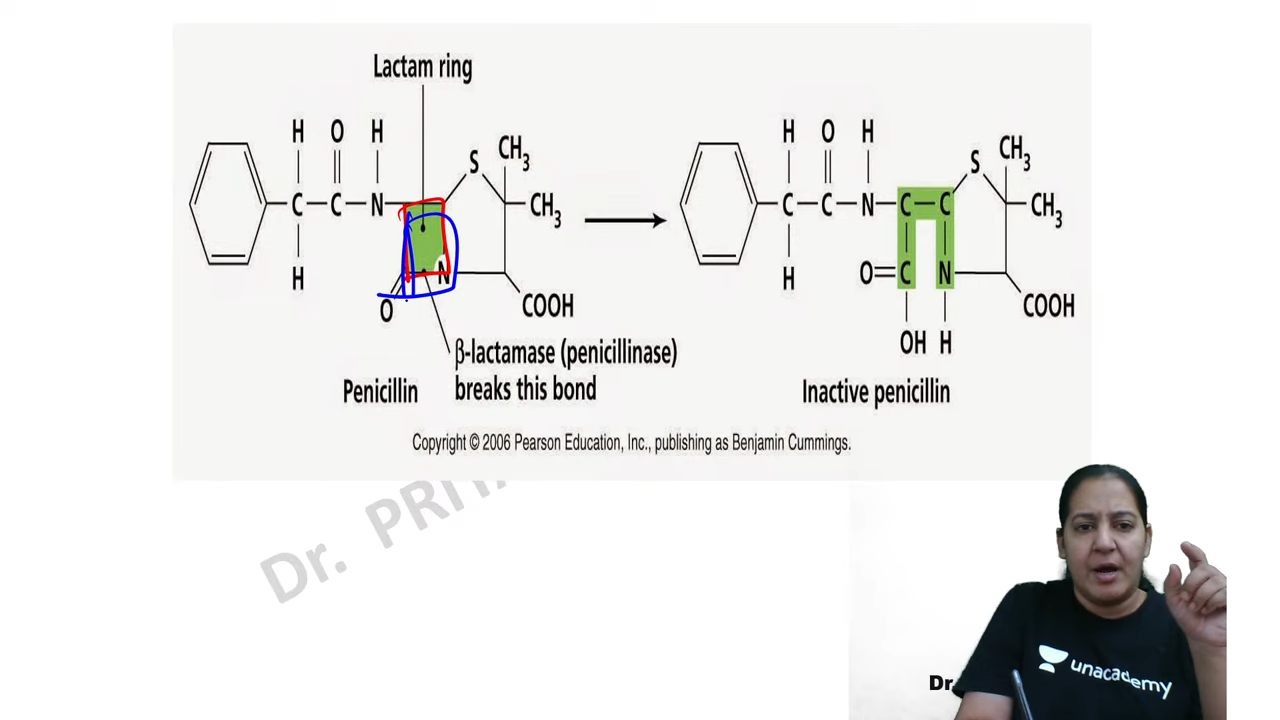 Lactam ring
H O H H O H
S CH3 S CH3
C C N CH3 C C N C C CH3
H N H O C N
O COOH COOH
OH H
β-lactamase (penicillinase)
breaks this bond
Penicillin
Inactive penicillin
Copyright © 2006 Pearson Education, Inc., publishing as Benjamin Cummings.
Dr.
unacademy
Dr.